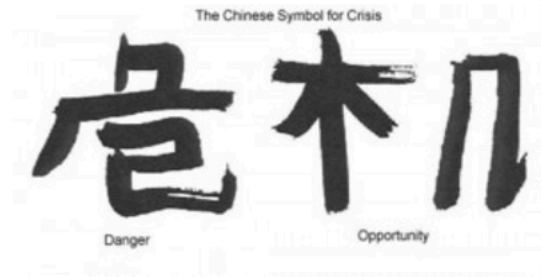 The Chinese Symbol for Crisis
危机
Danger
Opportunity